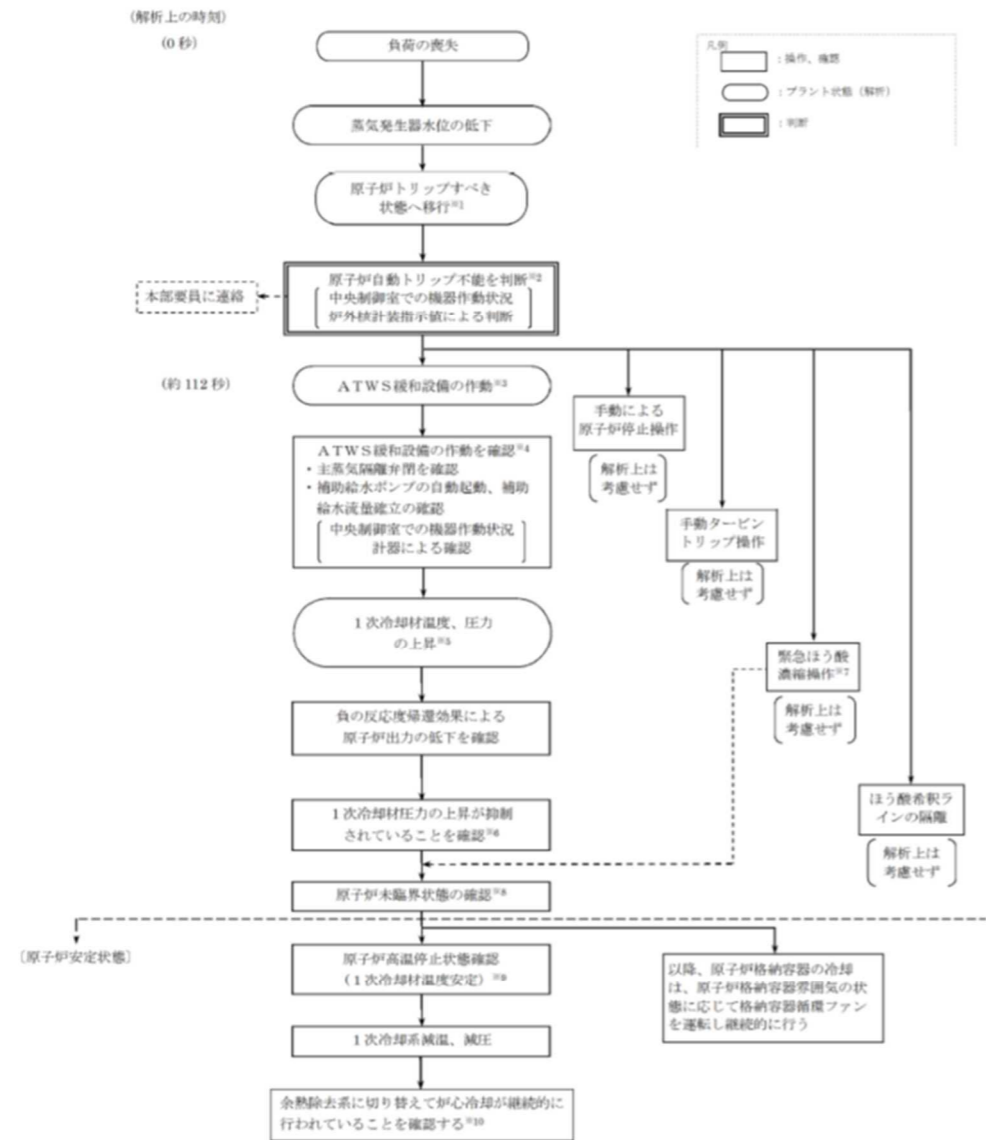 (解析上の時刻)
(0 秒)
負荷の喪失
凡例
：操作、確認
：プラント状態（解析）
：判断
蒸気発生器水位の低下
原子炉トリップすべき
状態へ移行※1
原子炉自動トリップ不能を判断※2
中央制御室での機器作動状況
炉外核計装指示値による判断
本部要員に連絡
(約 112 秒)
ＡＴＷＳ緩和設備の作動※3
ＡＴＷＳ緩和設備の作動を確認※4
・主蒸気隔離弁閉を確認
・補助給水ポンプの自動起動、補助
給水流量確立の確認
中央制御室での機器作動状況
計器による確認
手動による
原子炉停止操作
解析上は
考慮せず
手動タービン
トリップ操作
解析上は
考慮せず
１次冷却材温度、圧力
の上昇※5
緊急ほう酸
濃縮操作※7
解析上は
考慮せず
負の反応度帰還効果による
原子炉出力の低下を確認
ほう酸希釈ラ
インの隔離
解析上は
考慮せず
１次冷却材圧力の上昇が抑制
されていることを確認※6
原子炉未臨界状態の確認※8
〔原子炉安定状態〕
原子炉高温停止状態確認
（１次冷却材温度安定）※9
以降、原子炉格納容器の冷却
は、原子炉格納容器雰囲気の状
態に応じて格納容器循環ファン
を運転し継続的に行う
１次冷却系減温、減圧
余熱除去系に切り替えて炉心冷却が継続的に
行われていることを確認する※10